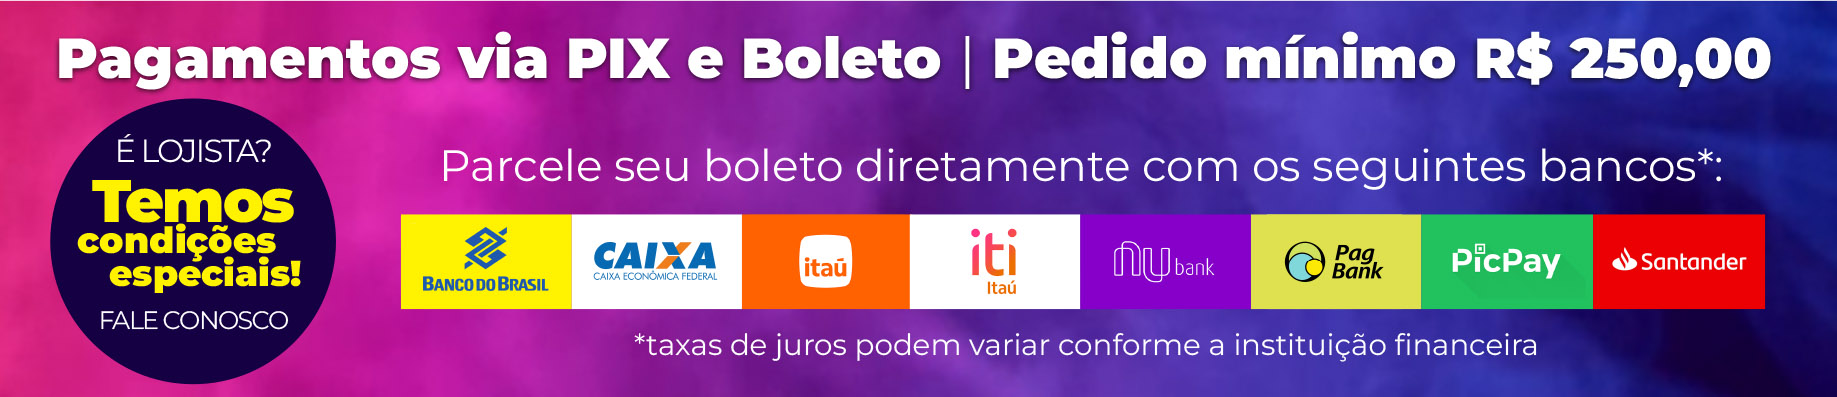 Pagamentos via PIX e Boleto | Pedido mínimo R$ 250,00
É LOJISTA?
Temos
condições
especiais!
FALE CONOSCO
Parcele seu boleto diretamente com os seguintes bancos*:
BANCO DO BRASIL
CAIXA
CAIXA ECONÔMICA FEDERAL
itaú
iti
Itaú
nu bank
Pag
Bank
PicPay
Santander
*taxas de juros podem variar conforme a instituição financeira